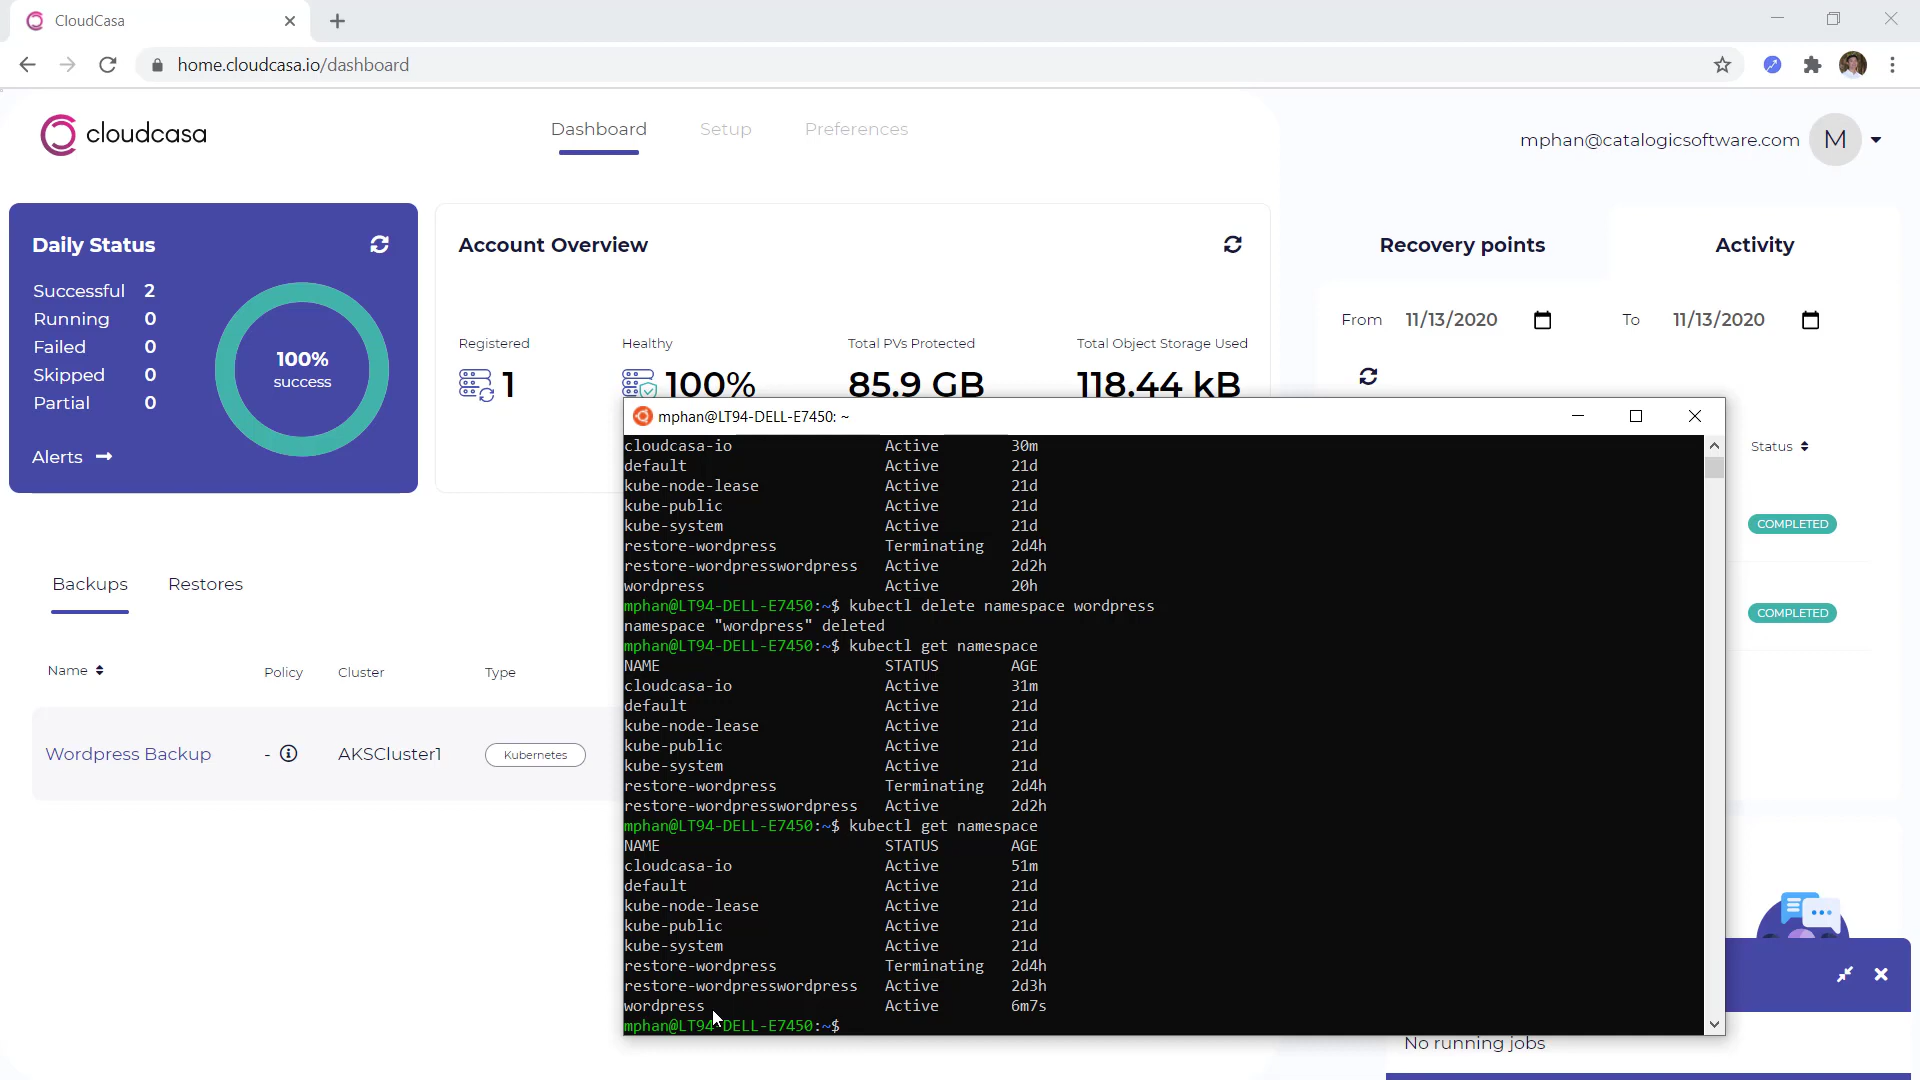 CloudCasa
home.cloudcasa.io/dashboard
cloudcasa
Dashboard Setup Preferences
mphan@catalogicsoftware.com M
Daily Status
Successful 2
Running 0
Failed 0
Skipped 0
Partial 0
100%
success
Alerts
Account Overview
Registered Healthy Total PVs Protected Total Object Storage Used
1 100% 85.9 GB 118.44 kB
Recovery points Activity
From 11/13/2020 To 11/13/2020
Status
COMPLETED
COMPLETED
Backups Restores
Name Policy Cluster Type
Wordpress Backup - AKSCluster1 Kubernetes
mphan@LT94-DELL-E7450: ~
cloudcasa-io Active 30m
default Active 21d
kube-node-lease Active 21d
kube-public Active 21d
kube-system Active 21d
restore-wordpress Terminating 2d4h
restore-wordpresswordpress Active 2d2h
wordpress Active 20h
mphan@LT94-DELL-E7450:~$ kubectl delete namespace wordpress
namespace "wordpress" deleted
mphan@LT94-DELL-E7450:~$ kubectl get namespace
NAME STATUS AGE
cloudcasa-io Active 31m
default Active 21d
kube-node-lease Active 21d
kube-public Active 21d
kube-system Active 21d
restore-wordpress Terminating 2d4h
restore-wordpresswordpress Active 2d2h
mphan@LT94-DELL-E7450:~$ kubectl get namespace
NAME STATUS AGE
cloudcasa-io Active 51m
default Active 21d
kube-node-lease Active 21d
kube-public Active 21d
kube-system Active 21d
restore-wordpress Terminating 2d4h
restore-wordpresswordpress Active 2d3h
wordpress Active 6m7s
mphan@LT94-DELL-E7450:~$
No running jobs